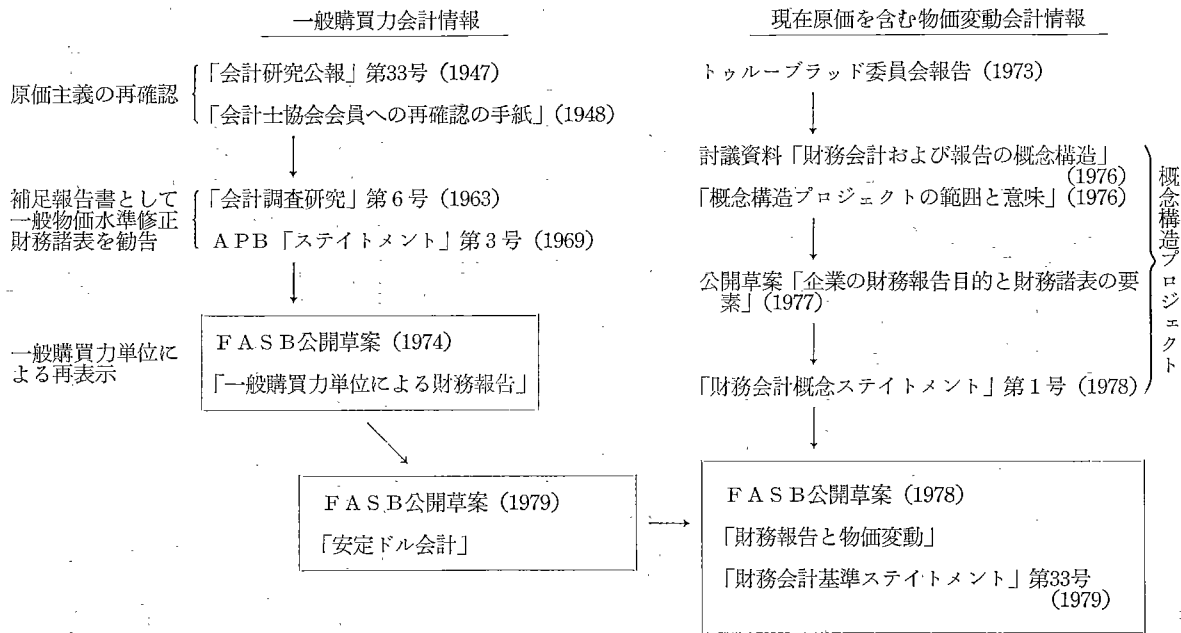 一般購買力会計情報
原価主義の再確認
「会計研究公報」第33号(1947)
「会計士協会会員への再確認の手紙」(1948)
補足報告書として
一般物価水準修正
財務諸表を勧告
「会計調査研究」第6号(1963)
APB「ステイトメント」第3号(1969)
一般購買力単位に
よる再表示
FASB公開草案(1974)
「一般購買力単位による財務報告」
FASB公開草案(1979)
「安定ドル会計」
現在原価を含む物価変動会計情報
トゥルーブラッド委員会報告(1973)
討議資料「財務会計および報告の概念構造」
(1976)
「概念構造プロジェクトの範囲と意味」(1976)
公開草案「企業の財務報告目的と財務諸表の要
素」(1977)
「財務会計概念ステイトメント」第1号(1978)
概念構造プロジェクト
FASB公開草案(1978)
「財務報告と物価変動」
「財務会計基準ステイトメント」第33号
(1979)